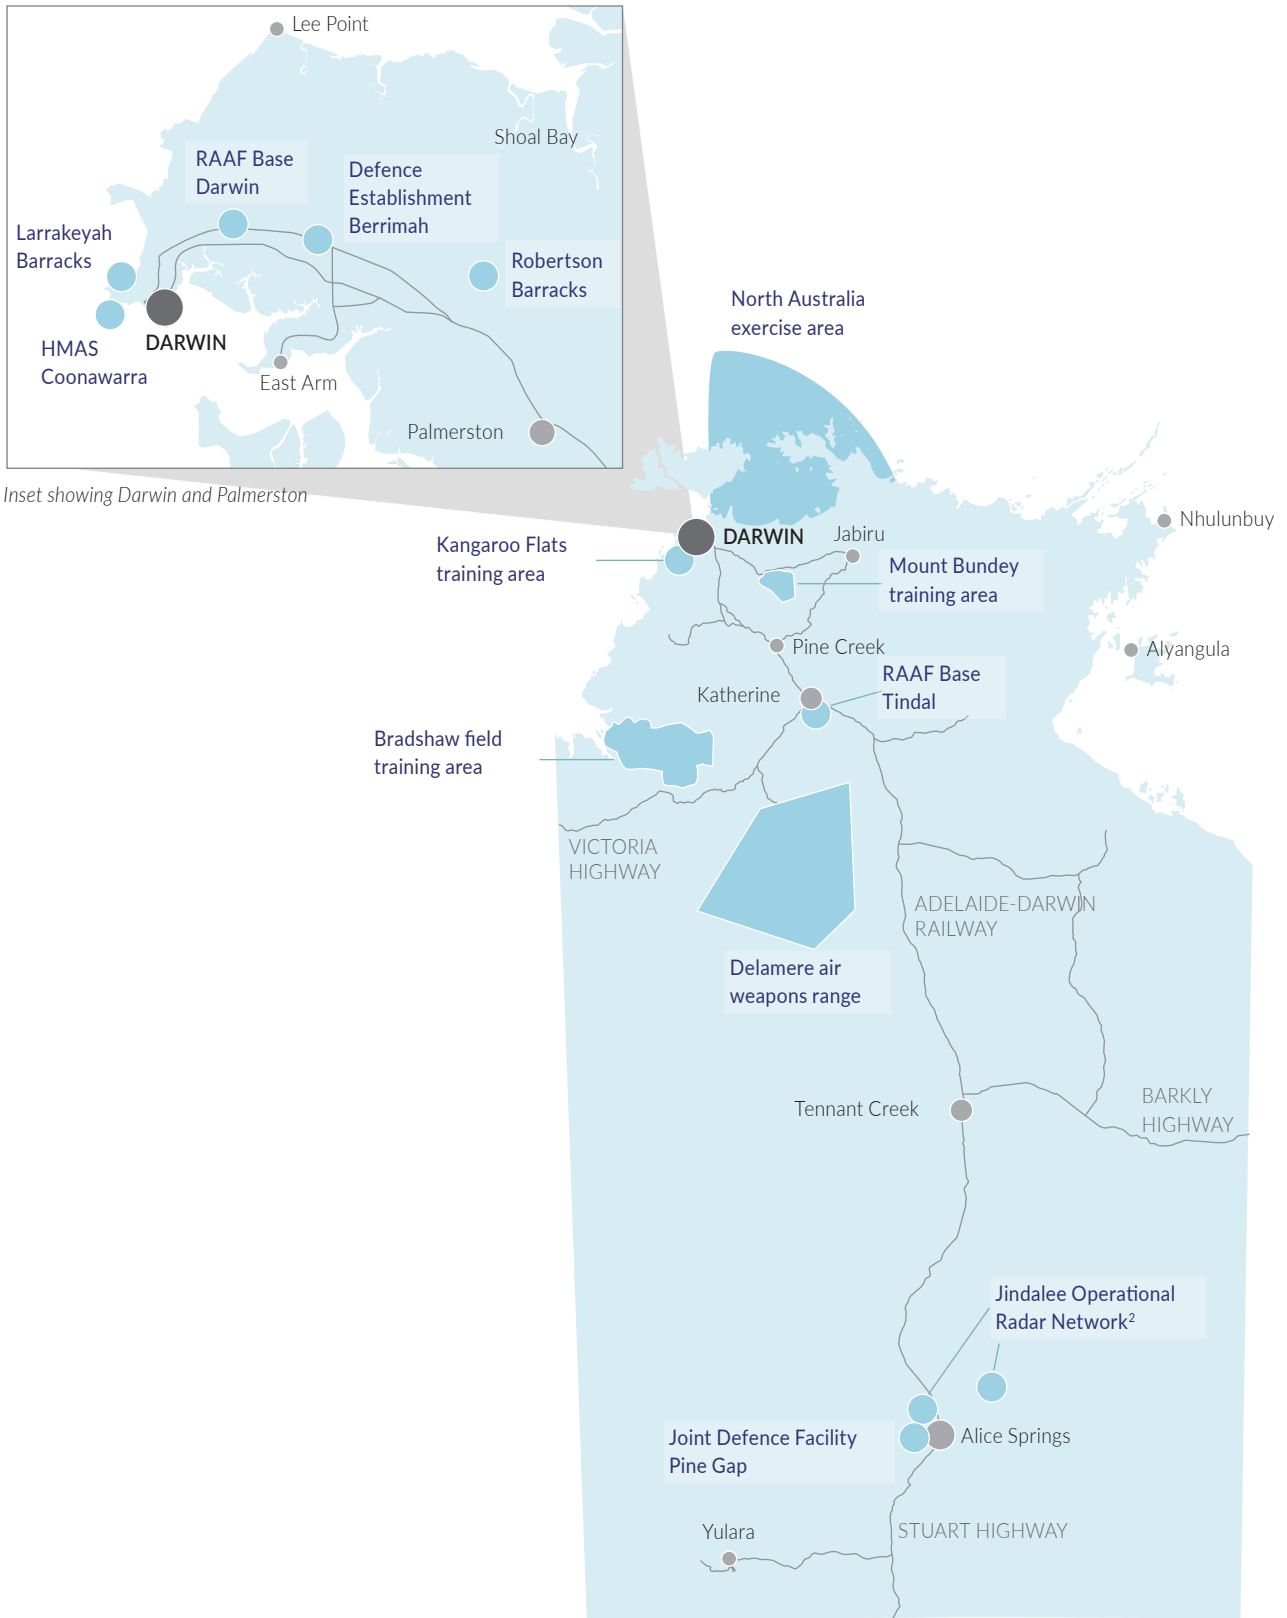 Lee Point
Shoal Bay
RAAF Base
Darwin
Defence
Establishment
Berrimah
Larrakeyah
Barracks
Robertson
Barracks
HMAS
Coonawarra
DARWIN
East Arm
Palmerston
Inset showing Darwin and Palmerston
North Australia
exercise area
DARWIN
Jabiru
Nhulunbuy
Kangaroo Flats
training area
Mount Bundey
training area
Pine Creek
Alyangula
Katherine
RAAF Base
Tindal
Bradshaw field
training area
VICTORIA
HIGHWAY
ADELAIDE-DARWIN
RAILWAY
Delamere air
weapons range
Tennant Creek
BARKLY
HIGHWAY
Jindalee Operational
Radar Network²
Joint Defence Facility
Pine Gap
Alice Springs
Yulara
STUART HIGHWAY